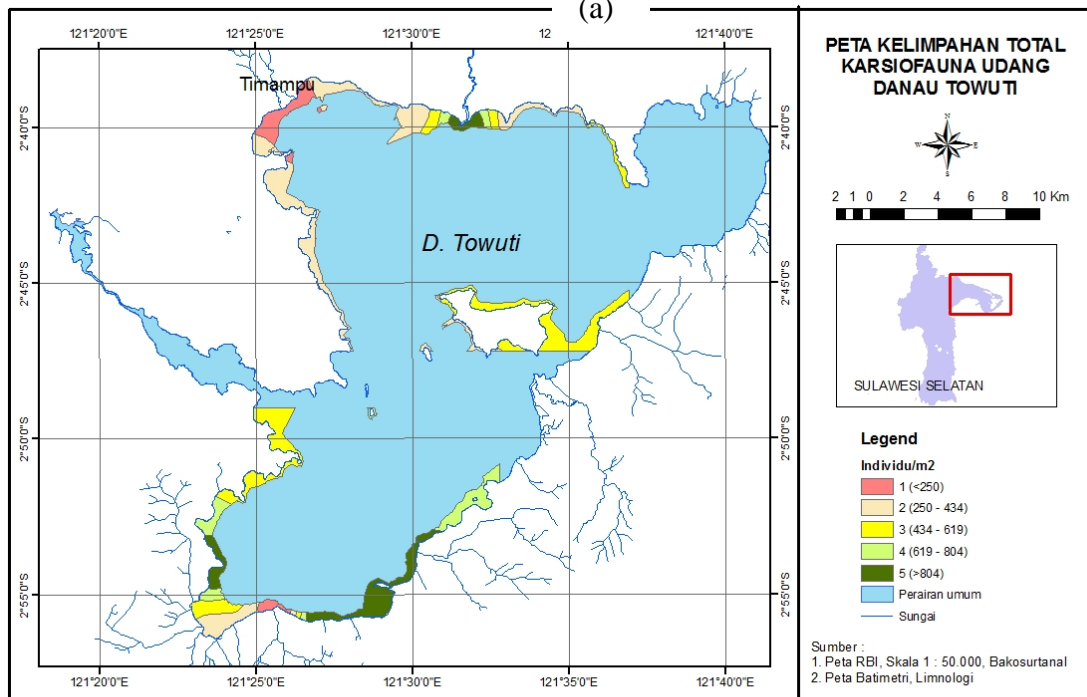 (a)
121°20'0"E 121°25'0"E 121°30'0"E 12 121°35'0"E 121°40'0"E
Timampu
2°40'0"S 2°40'0"S
D. Towuti
2°45'0"S 2°45'0"S
2°50'0"S 2°50'0"S
2°55'0"S 2°55'0"S
121°20'0"E 121°25'0"E 121°30'0"E 121°35'0"E 121°40'0"E
PETA KELIMPAHAN TOTAL
KARSIOFAUNA UDANG
DANAU TOWUTI
N
W E
S
2 1 0 2 4 6 8 10 Km
SULAWESI SELATAN
Legend
Individu/m2
1 (<250)
2 (250 - 434)
3 (434 - 619)
4 (619 - 804)
5 (>804)
Perairan umum
Sungai
Sumber :
1. Peta RBI, Skala 1 : 50.000, Bakosurtanal
2. Peta Batimetri, Limnologi